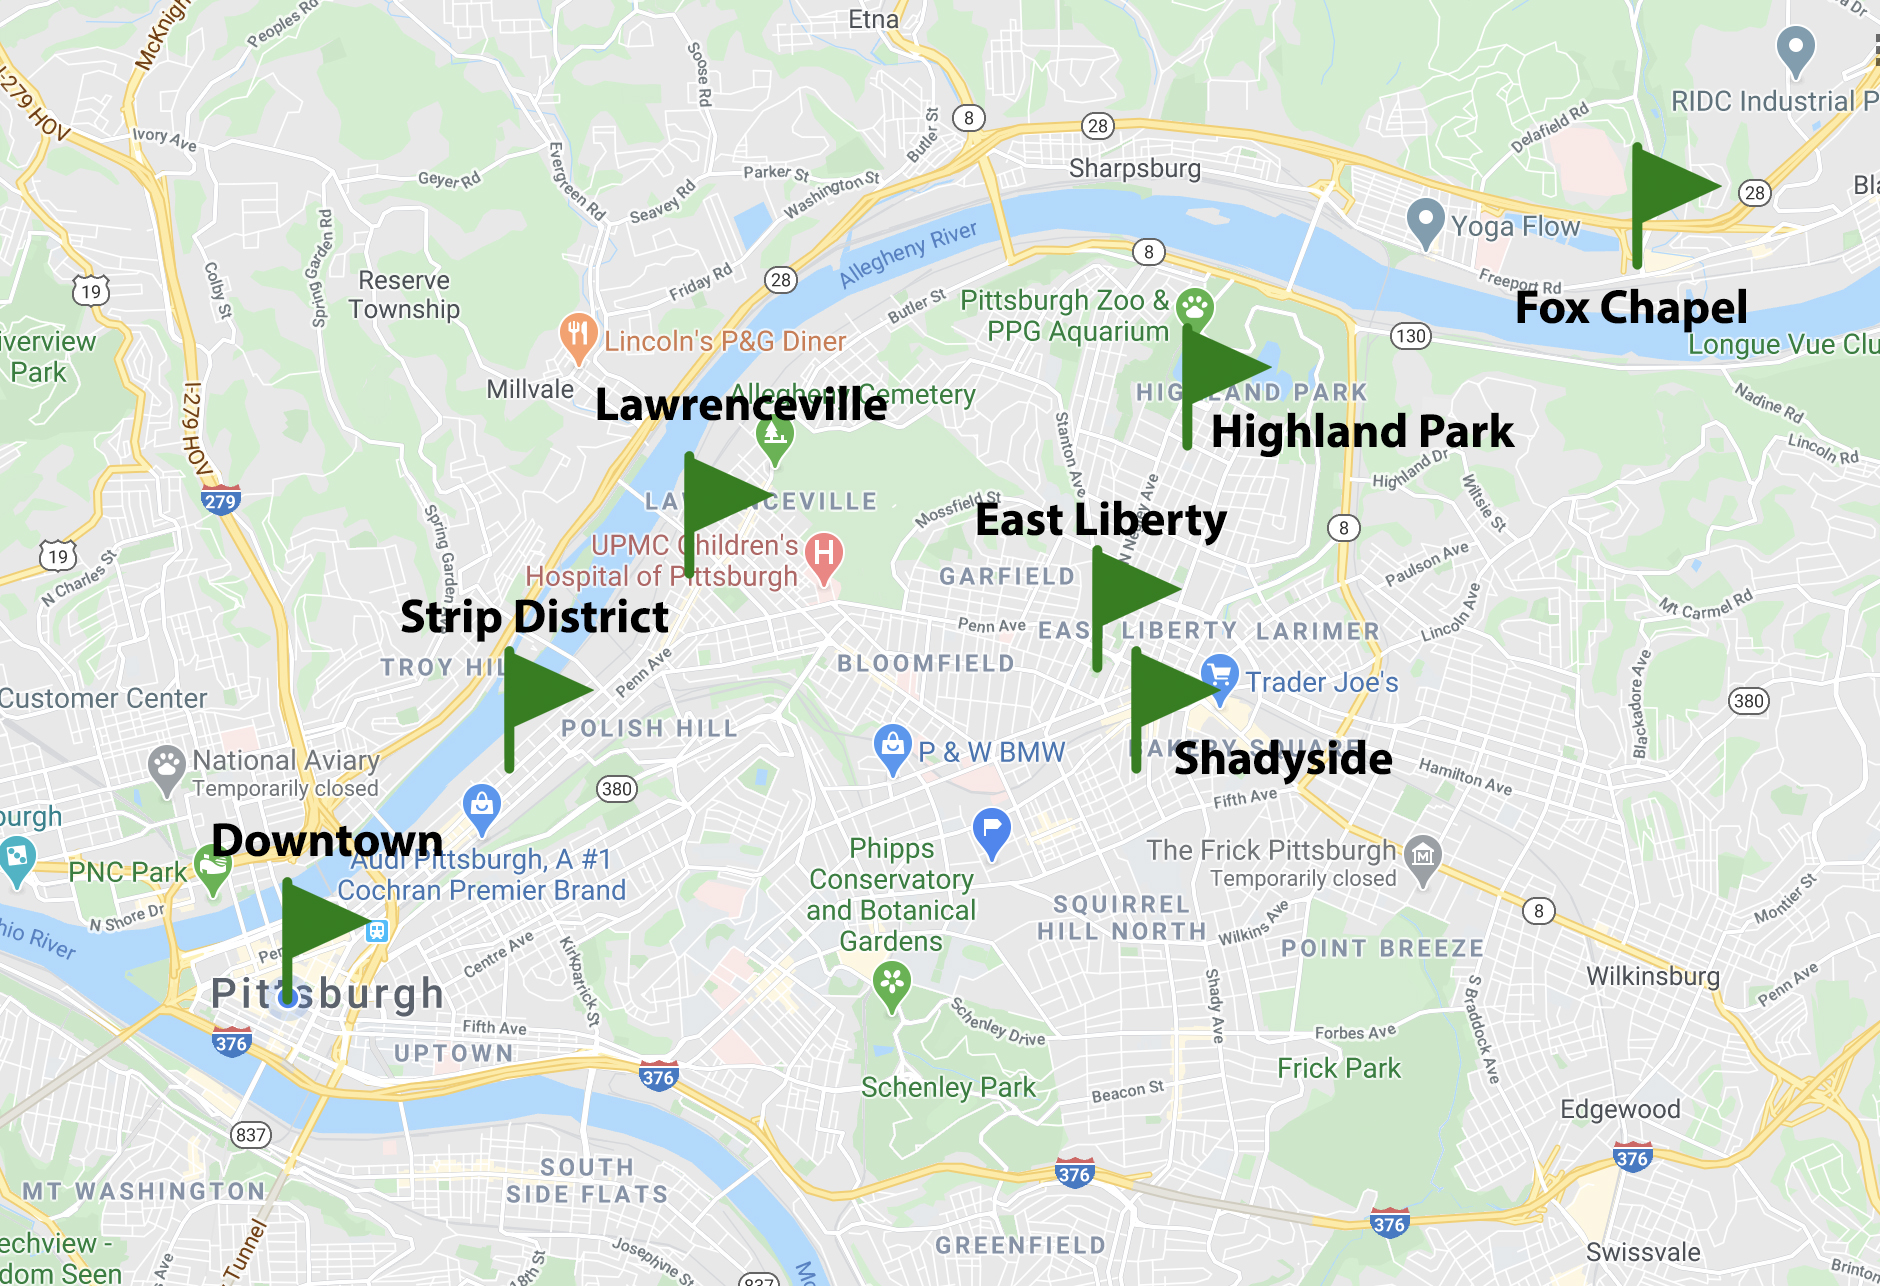 Etna
Peoples Rd
I-279 HOV
Soose Rd
8
28
Butler St
Delafield Rd
RIDC Industrial P
Ivory Ave
Evergreen Rd
Geyer Rd
Parker St
Washington St
Sharpsburg
28
Seavey Rd
Yoga Flow
Spring Garden Rd
Allegheny River
8
Colby St
Reserve
Township
Friday Rd
28
19
Butler St
Freeport Rd
Pittsburgh Zoo &
PPG Aquarium
Fox Chapel
130
Longue Vue Clu
iverview
Park
Lincoln's P&G Diner
Millvale
Allegheny Cemetery
Lawrenceville
HIGHLAND PARK
Highland Park
Nadine Rd
Lincoln Rd
I-279 HOV
279
Stanton Ave
Highland Dr
Wiltsie St
LAWRENCEVILLE
Mossfield St
East Liberty
N Negley Ave
8
19
N Charles St
Spring Garden Ave
UPMC Children's
Hospital of Pittsburgh
GARFIELD
Paulson Ave
Mt Carmel Rd
Strip District
Penn Ave
EAST LIBERTY
LARIMER
Lincoln Ave
TROY HILL
Penn Ave
BLOOMFIELD
Trader Joe's
Blackadore Ave
380
Customer Center
POLISH HILL
P & W BMW
BAKERY SQUARE
Shadyside
National Aviary
Temporarily closed
380
Hamilton Ave
Fifth Ave
burgh
Downtown
PNC Park
Audi Pittsburgh, A #1
Cochran Premier Brand
Phipps
Conservatory
and Botanical
Gardens
The Frick Pittsburgh
Temporarily closed
Montier St
N Shore Dr
hio River
SQUIRREL
HILL NORTH
Wilkins Ave
8
POINT BREEZE
Centre Ave
Kirkpatrick St
Pittsburgh
Wilkinsburg
Penn Ave
Shady Ave
S Braddock Ave
Schenley Drive
376
Fifth Ave
UPTOWN
Forbes Ave
376
Schenley Park
Frick Park
Beacon St
Edgewood
837
SOUTH
SIDE FLATS
376
376
MT WASHINGTON
376
Tunnel
echview -
dom Seen
18th St
Josephine St
GREENFIELD
Swissvale
Brinton
837